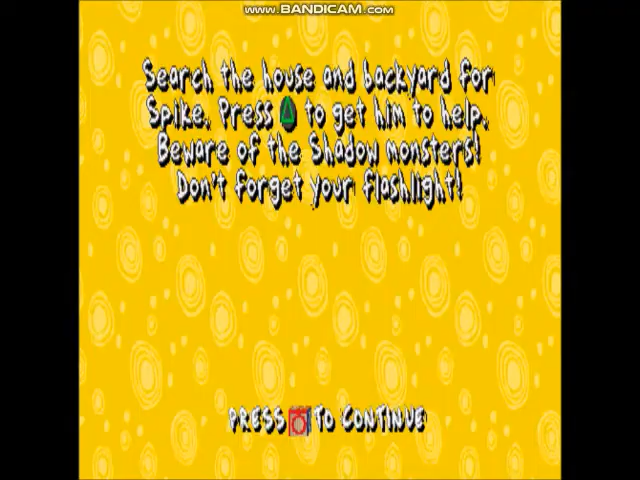 www.BANDICAM.com
Search the house and backyard for
Spike. Press to get him to help.
Beware of the Shadow monsters!
Don't forget your flashlight!
PRESS TO CONTINUE